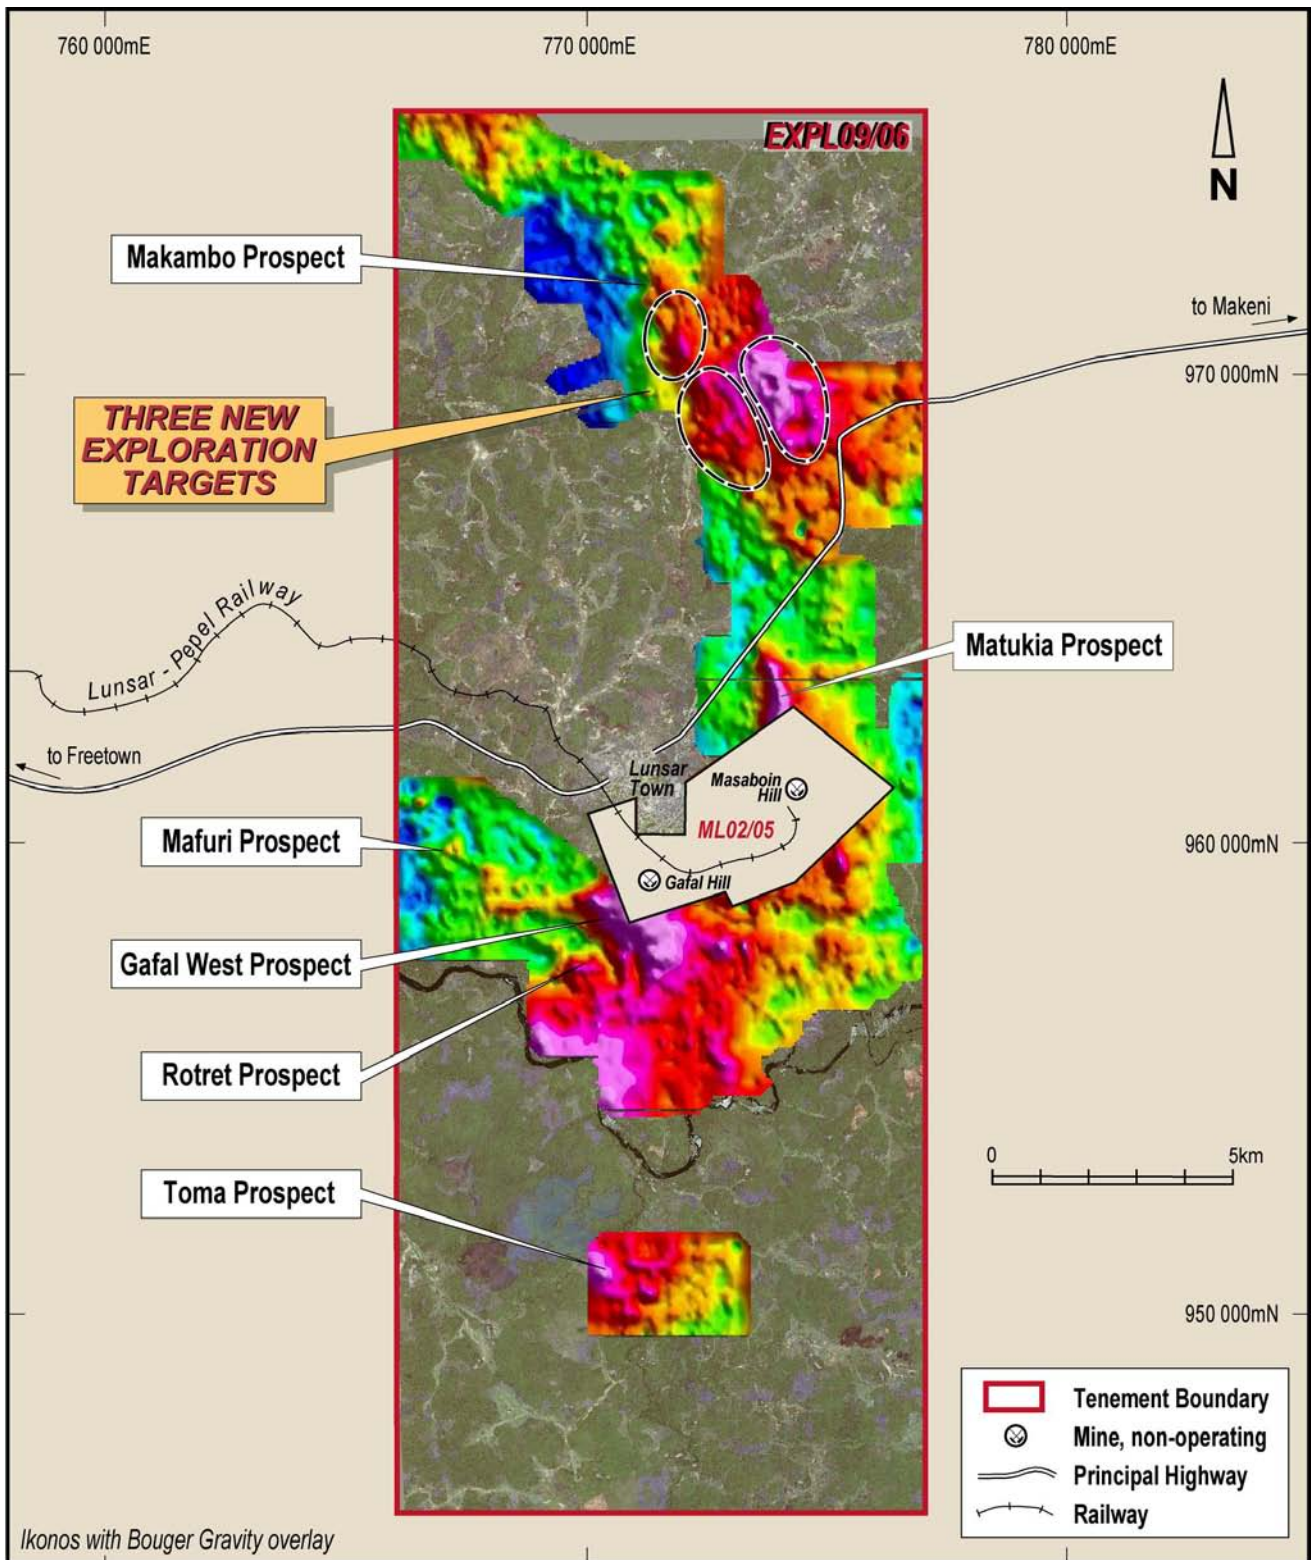 760 000mE
770 000mE
780 000mE
EXPL09/06
N
Makambo Prospect
to Makeni
970 000mN
THREE NEW
EXPLORATION
TARGETS
Lunsar - Pepel Railway
Matukia Prospect
to Freetown
Lunsar
Town
Masaboin
Hill
ML02/05
Mafuri Prospect
960 000mN
Gafal Hill
Gafal West Prospect
Rotret Prospect
0
5km
Toma Prospect
950 000mN
Tenement Boundary
Mine, non-operating
Principal Highway
Railway
Ikonos with Bouger Gravity overlay